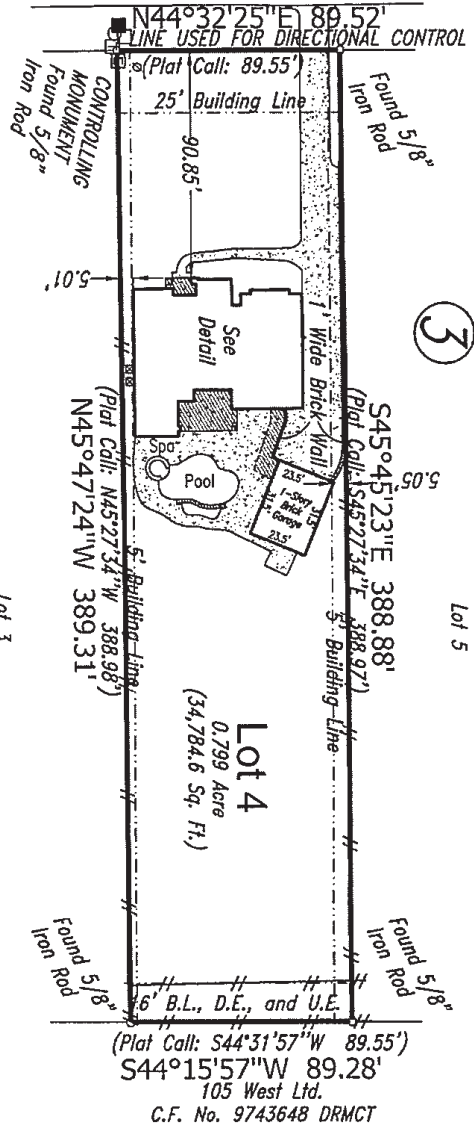 N44°32'25"E 89.52'
LINE USED FOR DIRECTIONAL CONTROL
(Plat Call: 89.55')
25' Building Line
CONTROLLING
MONUMENT
Found 5/8"
Iron Rod
Found 5/8"
Iron Rod
90.85'
3
5.01'
See
Detail
1' Wide Brick Wall
Spa
Pool
23.5'
1-Story
Brick
Garage
31.5'
23.5'
5.05'
S45°45'23"E 388.88'
(Plat Call: S45°27'34"E 388.97')
5' Building Line
Lot 5
N45°47'24"W 389.31'
(Plat Call: N45°27'34"W 388.98')
5' Building Line
Lot 3
Lot 4
0.799 Acre
(34,784.6 Sq. Ft.)
Found 5/8"
Iron Rod
Found 5/8"
Iron Rod
16' B.L., D.E., and U.E.
(Plat Call: S44°31'57"W 89.55')
S44°15'57"W 89.28'
105 West Ltd.
C.F. No. 9743648 DRMCT